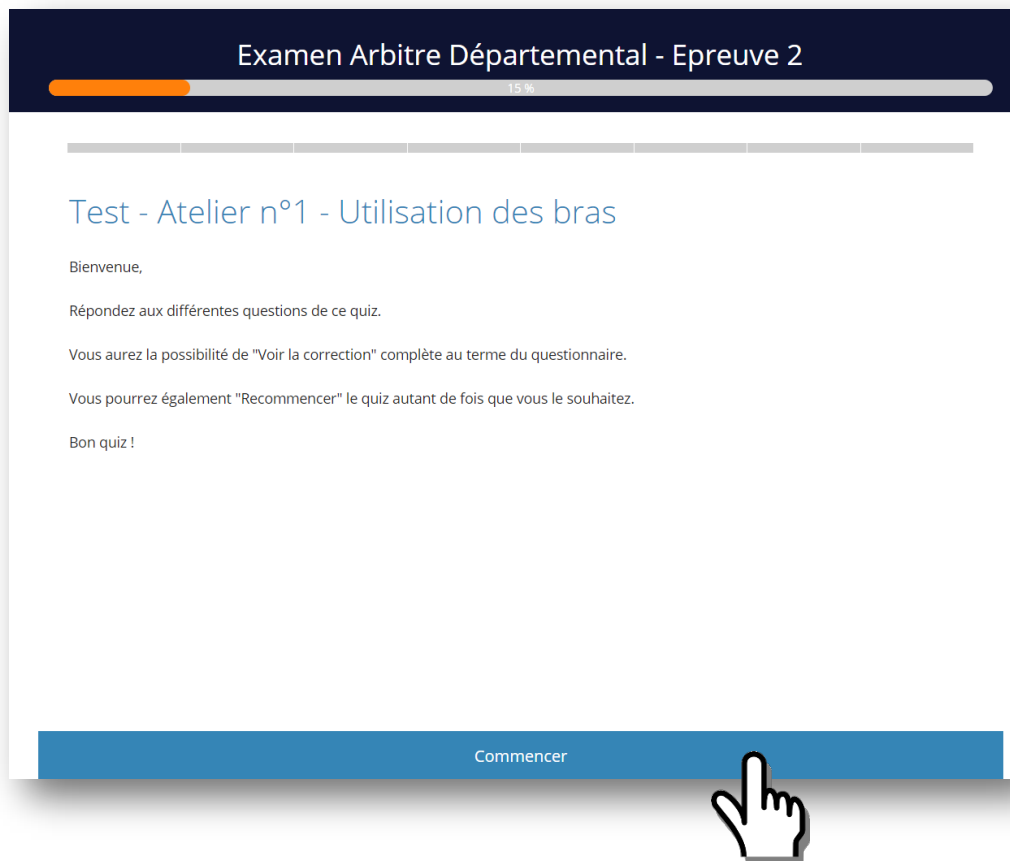 Examen Arbitre Départemental - Epreuve 2
15 %
Test - Atelier n°1 - Utilisation des bras
Bienvenue,
Répondez aux différentes questions de ce quiz.
Vous aurez la possibilité de "Voir la correction" complète au terme du questionnaire.
Vous pourrez également "Recommencer" le quiz autant de fois que vous le souhaitez.
Bon quiz !
Commencer